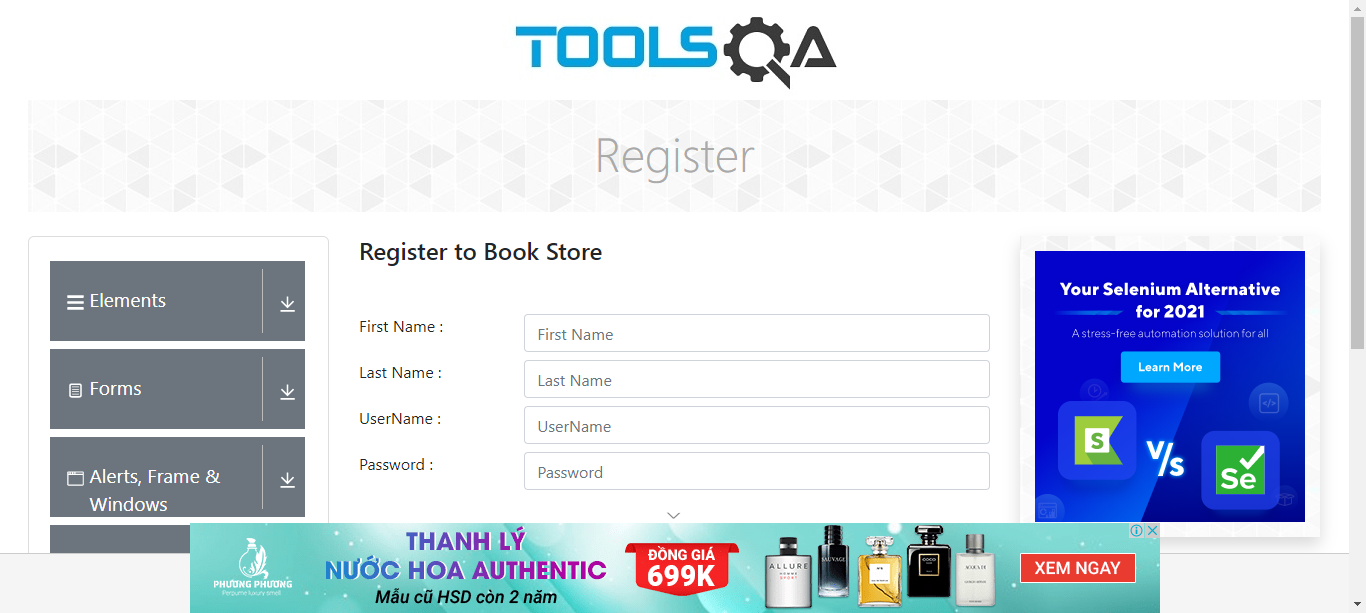 TOOLSQA
Register
Elements
Forms
Alerts, Frame &
Windows
Register to Book Store
First Name :
First Name
Last Name :
Last Name
UserName :
UserName
Password :
Password
Your Selenium Alternative
for 2021
A stress-free automation solution for all
Learn More
S
V/s
Se
PHƯƠNG PHƯƠNG
Perfume luxury smell
THANH LÝ
NƯỚC HOA AUTHENTIC
Mẫu cũ HSD còn 2 năm
ĐỒNG GIÁ
699K
ALLURE
HOMME
SPORT
SAUVAGE
N°5
COCO
XEM NGAY